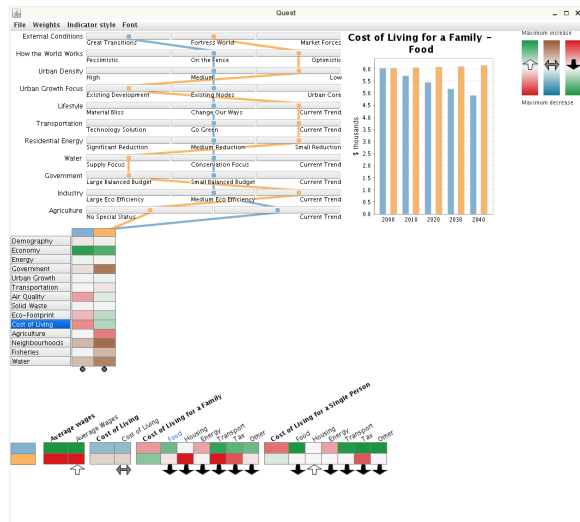 Quest
File Weights Indicator style Font
External Conditions
Great Transitions Fortress World Market Forces
How the World Works
Pessimistic On the Fence Optimistic
Urban Density
High Medium Low
Urban Growth Focus
Existing Development Existing Nodes Urban Core
Lifestyle
Material Bliss Change Our Ways Current Trend
Transportation
Technology Solution Go Green Current Trend
Residential Energy
Significant Reduction Medium Reduction Small Reduction
Water
Supply Focus Conservation Focus Current Trend
Government
Large Balanced Budget Small Balanced Budget Current Trend
Industry
Large Eco Efficiency Medium Eco Efficiency Current Trend
Agriculture
No Special Status Current Trend
Cost of Living for a Family -
Food
$ thousands
6.0
5.5
5.0
4.5
4.0
3.5
3.0
2.5
2.0
1.5
1.0
0.5
0.0
2000 2010 2020 2030 2040
Maximum increase
Maximum decrease
Demography
Economy
Energy
Government
Urban Growth
Transportation
Air Quality
Solid Waste
Eco-Footprint
Cost of Living
Agriculture
Neighbourhoods
Fisheries
Water
Average wages
Average Wages
Cost of Living
Cost of Living
Cost of Living for a Family
Food
Housing
Energy
Transport
Tax
Other
Cost of Living for a Single Person
Food
Housing
Energy
Transport
Tax
Other